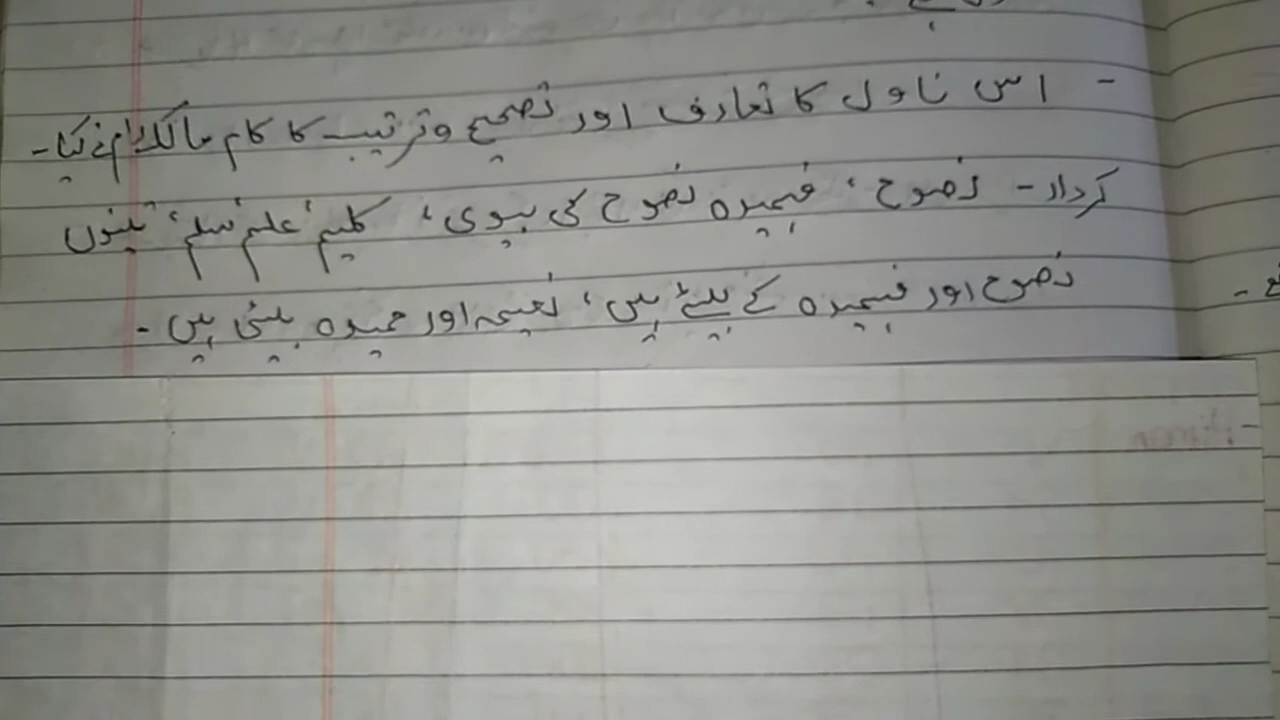 - اس ناول کا تعارف اور تصحیح و ترتیب کا کام مالک رام نے کیا-
کردار - نصوح، فہمیدہ نصوح کی بیوی، کلیم، علیم، سلیم، تینوں
نصوح اور فہمیدہ کے بیٹے ہیں، نعیمہ اور حمیدہ بیٹی ہیں -